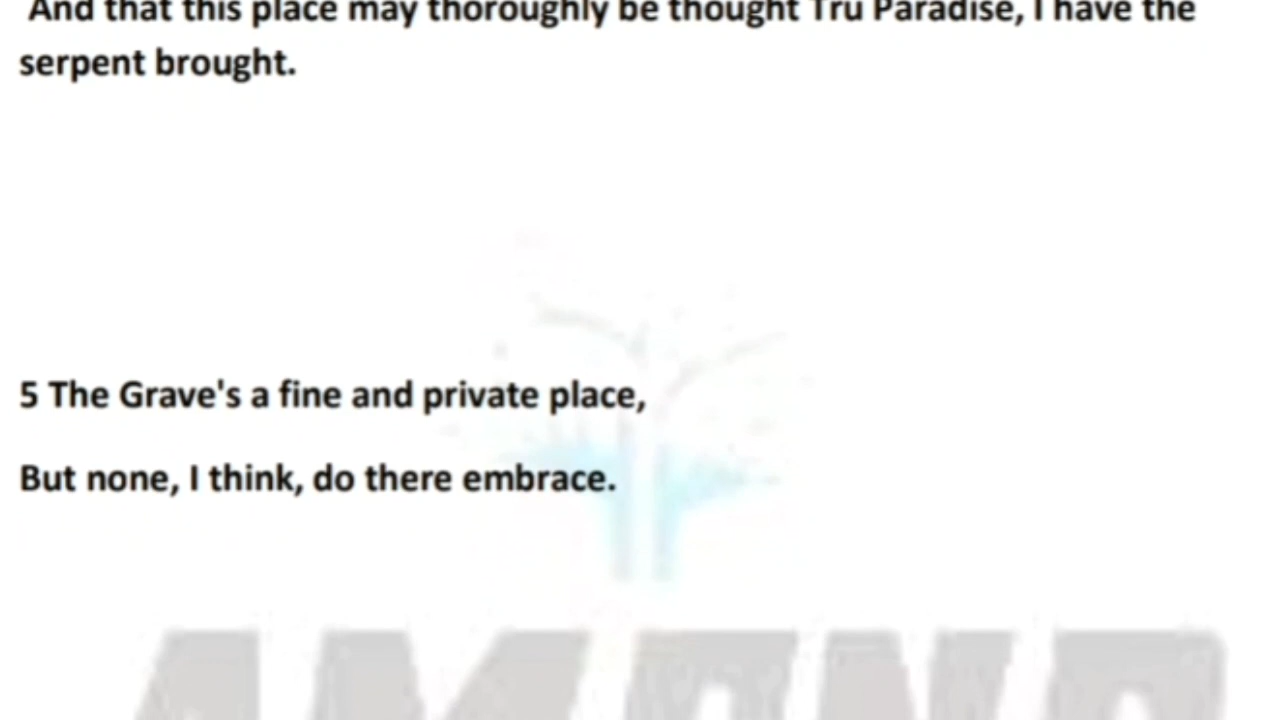 And that this place may thoroughly be thought Tru Paradise, I have the
serpent brought.
5 The Grave's a fine and private place,
But none, I think, do there embrace.